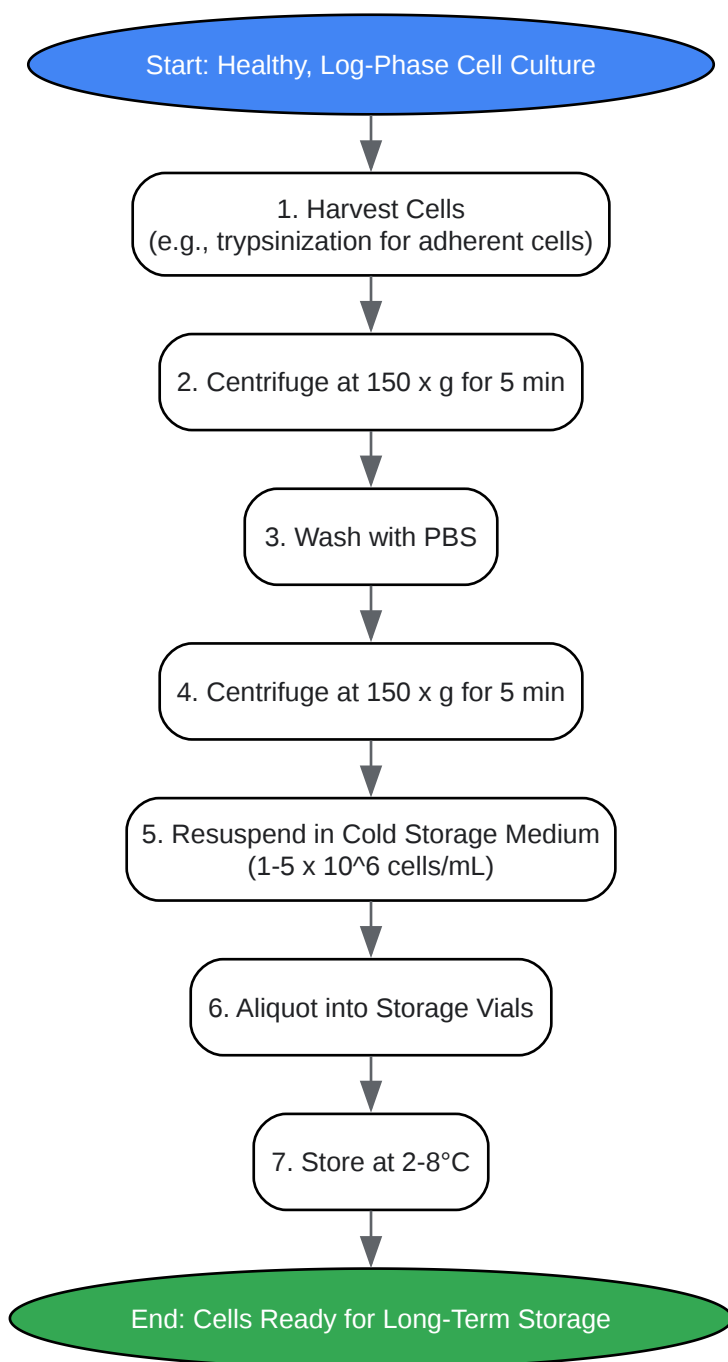 Start: Healthy, Log-Phase Cell Culture
1. Harvest Cells
(e.g., trypsinization for adherent cells)
2. Centrifuge at 150 x g for 5 min
3. Wash with PBS
4. Centrifuge at 150 x g for 5 min
5. Resuspend in Cold Storage Medium
(1-5 x 10^6 cells/mL)
6. Aliquot into Storage Vials
7. Store at 2-8°C
End: Cells Ready for Long-Term Storage